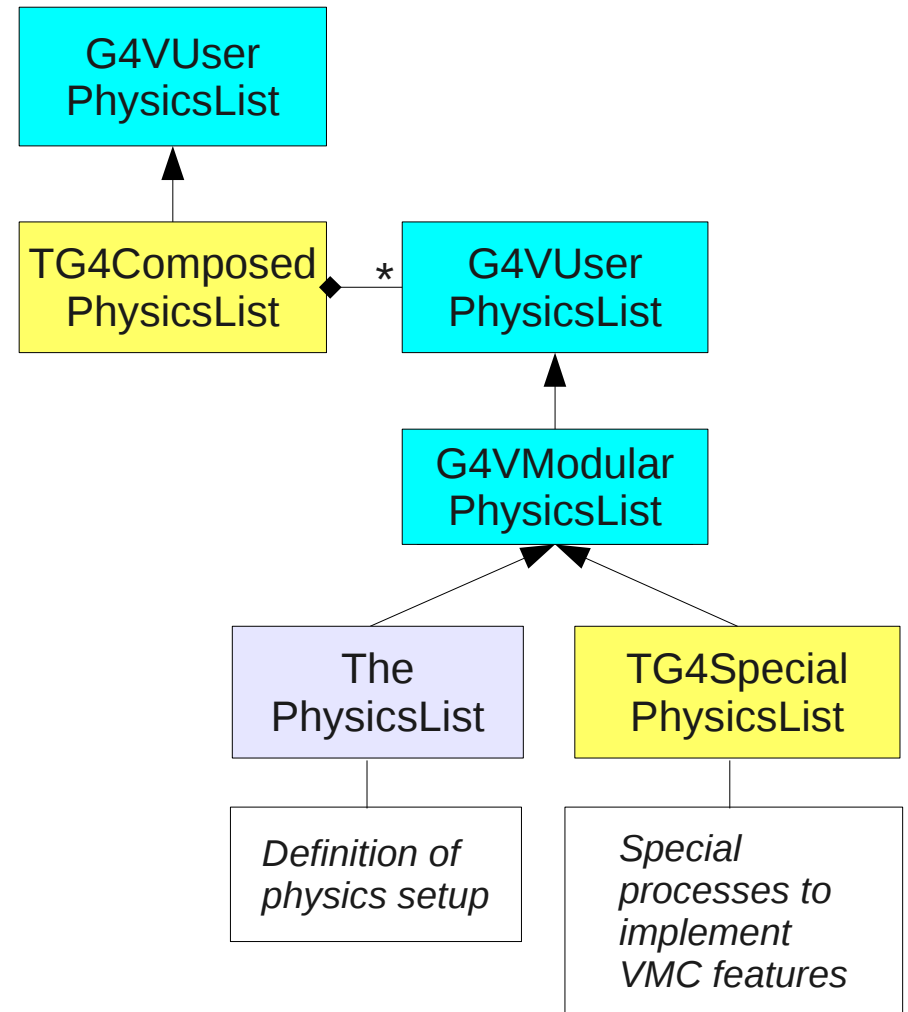 G4VUser
PhysicsList
TG4Composed
PhysicsList
*
G4VUser
PhysicsList
G4VModular
PhysicsList
The
PhysicsList
TG4Special
PhysicsList
Definition of
physics setup
Special
processes to
implement
VMC features